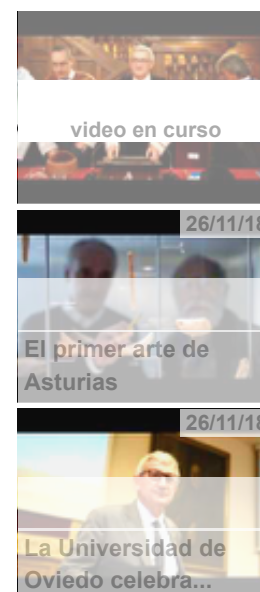 video en curso
26/11/18
El primer arte de
Asturias
26/11/18
La Universidad de
Oviedo celebra...